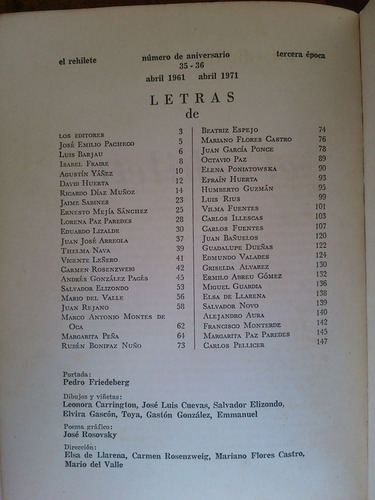 el rehilete
número de aniversario
tercera época
35 - 36
abril 1961 abril 1971
LETRAS
de
LOS EDITORES 3
JOSÉ EMILIO PACHECO 5
LUIS BARJAU 6
ISABEL FRAIRE 8
AGUSTÍN YÁÑEZ 10
DAVID HUERTA 12
RICARDO DÍAZ MUÑOZ 14
JAIME SABINES 23
ERNESTO MEJÍA SÁNCHEZ 25
LORENA PAZ PAREDES 28
EDUARDO LIZALDE 30
JUAN JOSÉ ARREOLA 37
THELMA NAVA 39
VICENTE LEÑERO 41
CARMEN ROSENZWEIG 42
ANDRÉS GONZÁLEZ PAGÉS 45
SALVADOR ELIZONDO 53
MARIO DEL VALLE 56
JUAN REJANO 58
MARCO ANTONIO MONTES DE
OCA 62
MARGARITA PEÑA 64
RUBÉN BONIFAZ NUÑO 73
BEATRIZ ESPEJO 74
MARIANO FLORES CASTRO 76
JUAN GARCÍA PONCE 78
OCTAVIO PAZ 89
ELENA PONIATOWSKA 90
EFRAÍN HUERTA 93
HUMBERTO GUZMÁN 95
LUIS RIUS 99
VELMA FUENTES 101
CARLOS ILLESCAS 103
CARLOS FUENTES 107
JUAN BAÑUELOS 120
GUADALUPE DUEÑAS 122
EDMUNDO VALADÉS 124
GRISELDA ALVAREZ 130
ERMILO ABREU GÓMEZ 132
MIGUEL GUARDIA 136
ELSA DE LLARENA 138
SALVADOR NOVO 139
ALEJANDRO AURA 140
FRANCISCO MONTERDE 142
MARGARITA PAZ PAREDES 145
CARLOS PELLICER 147
Portada:
Pedro Friedeberg
Dibujos y viñetas:
Leonora Carrington, José Luis Cuevas, Salvador Elizondo,
Elvira Gascón, Toya, Gastón González, Emmanuel
Poema gráfico:
José Rosovsky
Dirección:
Elsa de Llarena, Carmen Rosenzweig, Mariano Flores Castro,
Mario del Valle